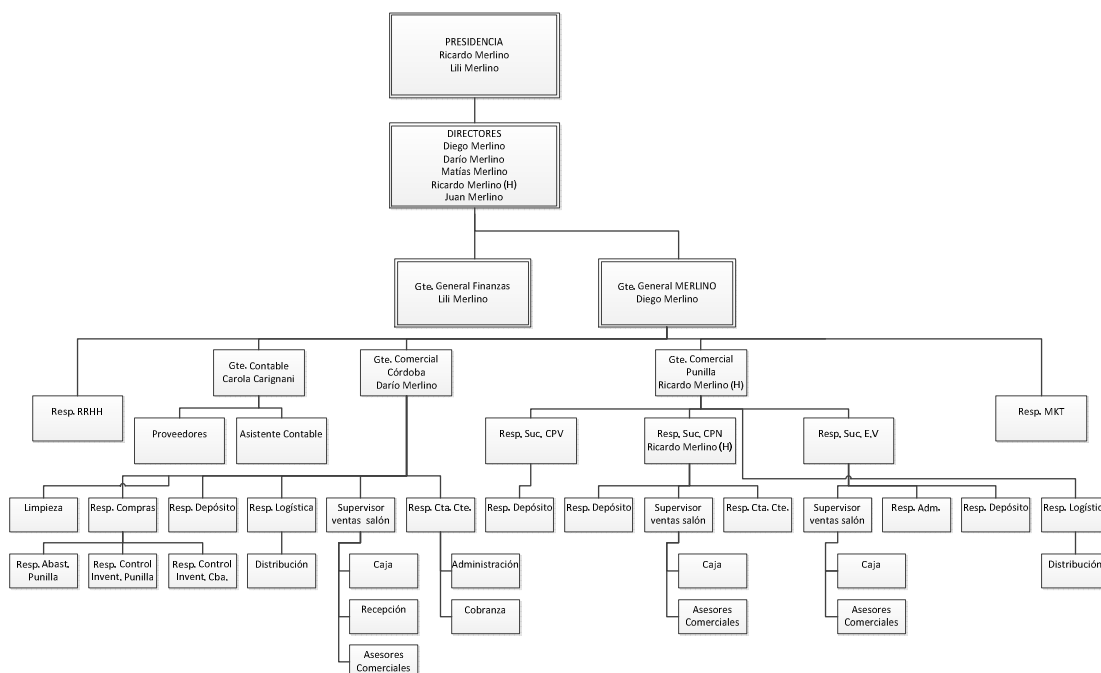 PRESIDENCIA
Ricardo Merlino
Lili Merlino
DIRECTORES
Diego Merlino
Darío Merlino
Matías Merlino
Ricardo Merlino (H)
Juan Merlino
Gte. General Finanzas
Lili Merlino
Gte. General MERLINO
Diego Merlino
Resp. RRHH
Gte. Contable
Carola Carignani
Gte. Comercial
Córdoba
Darío Merlino
Gte. Comercial
Punilla
Ricardo Merlino (H)
Resp. MKT
Proveedores
Asistente Contable
Resp. Suc. CPV
Resp. Suc. CPN
Ricardo Merlino (H)
Resp. Suc. E.V
Limpieza
Resp. Compras
Resp. Depósito
Resp. Logística
Supervisor
ventas salón
Resp. Cta. Cte.
Resp. Depósito
Resp. Depósito
Supervisor
ventas salón
Resp. Cta. Cte.
Supervisor
ventas salón
Resp. Adm.
Resp. Depósito
Resp. Logística
Resp. Abast.
Punilla
Resp. Control
Invent. Punilla
Resp. Control
Invent. Cba.
Distribución
Caja
Administración
Caja
Caja
Distribución
Recepción
Cobranza
Asesores
Comerciales
Asesores
Comerciales
Asesores
Comerciales